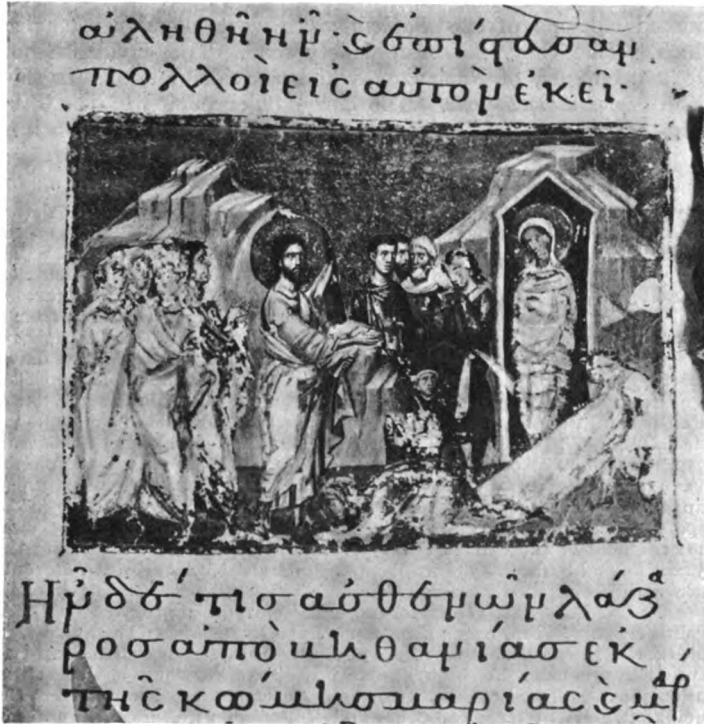 ἀληθῆ ἦν· ϗ ἐπίστευσαν
πολλοὶ εἰς αὐτὸν ἐκεῖ·
Ἦν δέ τις ἀσθενῶν λάζα
ρος ἀπὸ βηθανίας ἐκ
τῆς κώμης μαρίας ϗ μάρ